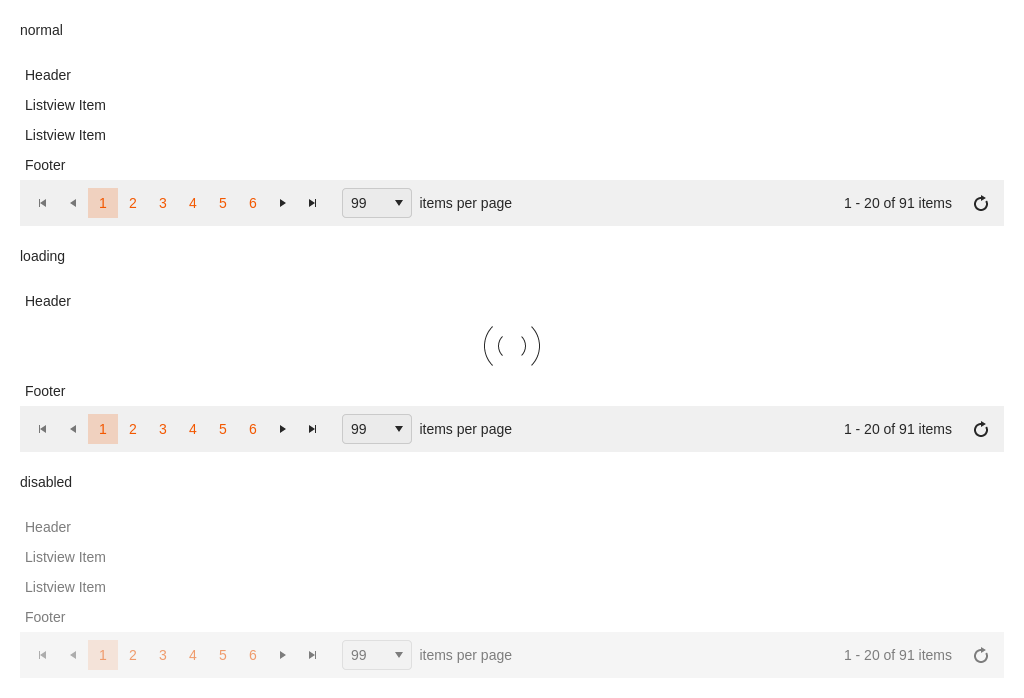 normal
Header
Listview Item
Listview Item
Footer
1 2 3 4 5 6 99 items per page 1 - 20 of 91 items
loading
Header
Footer
1 2 3 4 5 6 99 items per page 1 - 20 of 91 items
disabled
Header
Listview Item
Listview Item
Footer
1 2 3 4 5 6 99 items per page 1 - 20 of 91 items